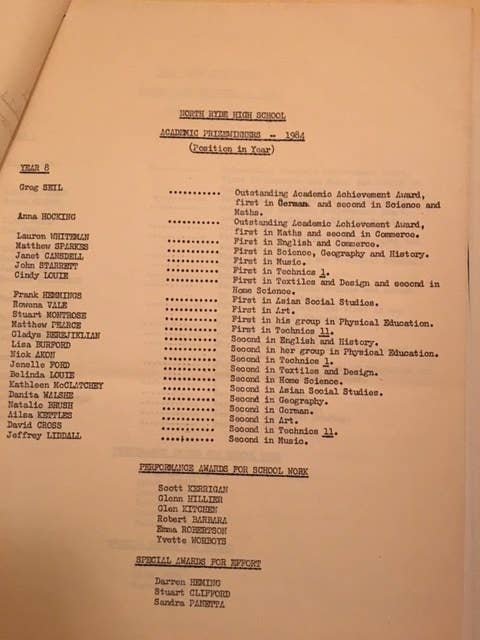 NORTH RYDE HIGH SCHOOL
ACADEMIC PRIZEWINNERS -- 1984
(Position in Year)
YEAR 8
Greg SEIL ........... Outstanding Academic Achievement Award,
first in German and second in Science and
Maths.
Anna HOCKING ........... Outstanding Academic Achievement Award,
first in Maths and second in Commerce.
Lauren WHITEMAN ........... First in English and Commerce.
Matthew SPARKES ........... First in Science, Geography and History.
Janet CANSDELL ........... First in Music.
John STARRETT ........... First in Technics 1.
Cindy LOUIE ........... First in Textiles and Design and second in
Home Science.
Frank HEMMINGS ........... First in Asian Social Studies.
Rowena VALE ........... First in Art.
Stuart MONTROSE ........... First in his group in Physical Education.
Matthew PEARCE ........... First in Technics 11.
Gladys BEREJIKLIAN ........... Second in English and History.
Lisa BURFORD ........... Second in her group in Physical Education.
Nick AKON ........... Second in Technics 1.
Jenelle FORD ........... Second in Textiles and Design.
Belinda LOUIE ........... Second in Home Science.
Kathleen McCLATCHEY ........... Second in Asian Social Studies.
Danita WALSHE ........... Second in Geography.
Natalie BRUSH ........... Second in German.
Ailsa KETTLES ........... Second in Art.
David CROSS ........... Second in Technics 11.
Jeffrey LIDDALL ........... Second in Music.
PERFORMANCE AWARDS FOR SCHOOL WORK
Scott KERRIGAN
Glenn HILLIER
Glen KITCHEN
Robert BARBARA
Emma ROBERTSON
Yvette WORBOYS
SPECIAL AWARDS FOR EFFORT
Darren HEMING
Stuart CLIFFORD
Sandra PANETTA